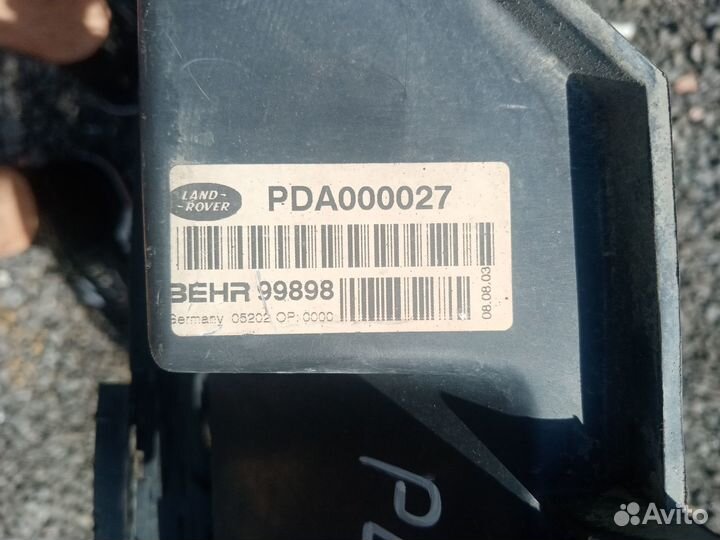 LAND-
-ROVER
PDA000027
BEHR 99898
Germany 05202 OP: 0000
08.08.03
Avito